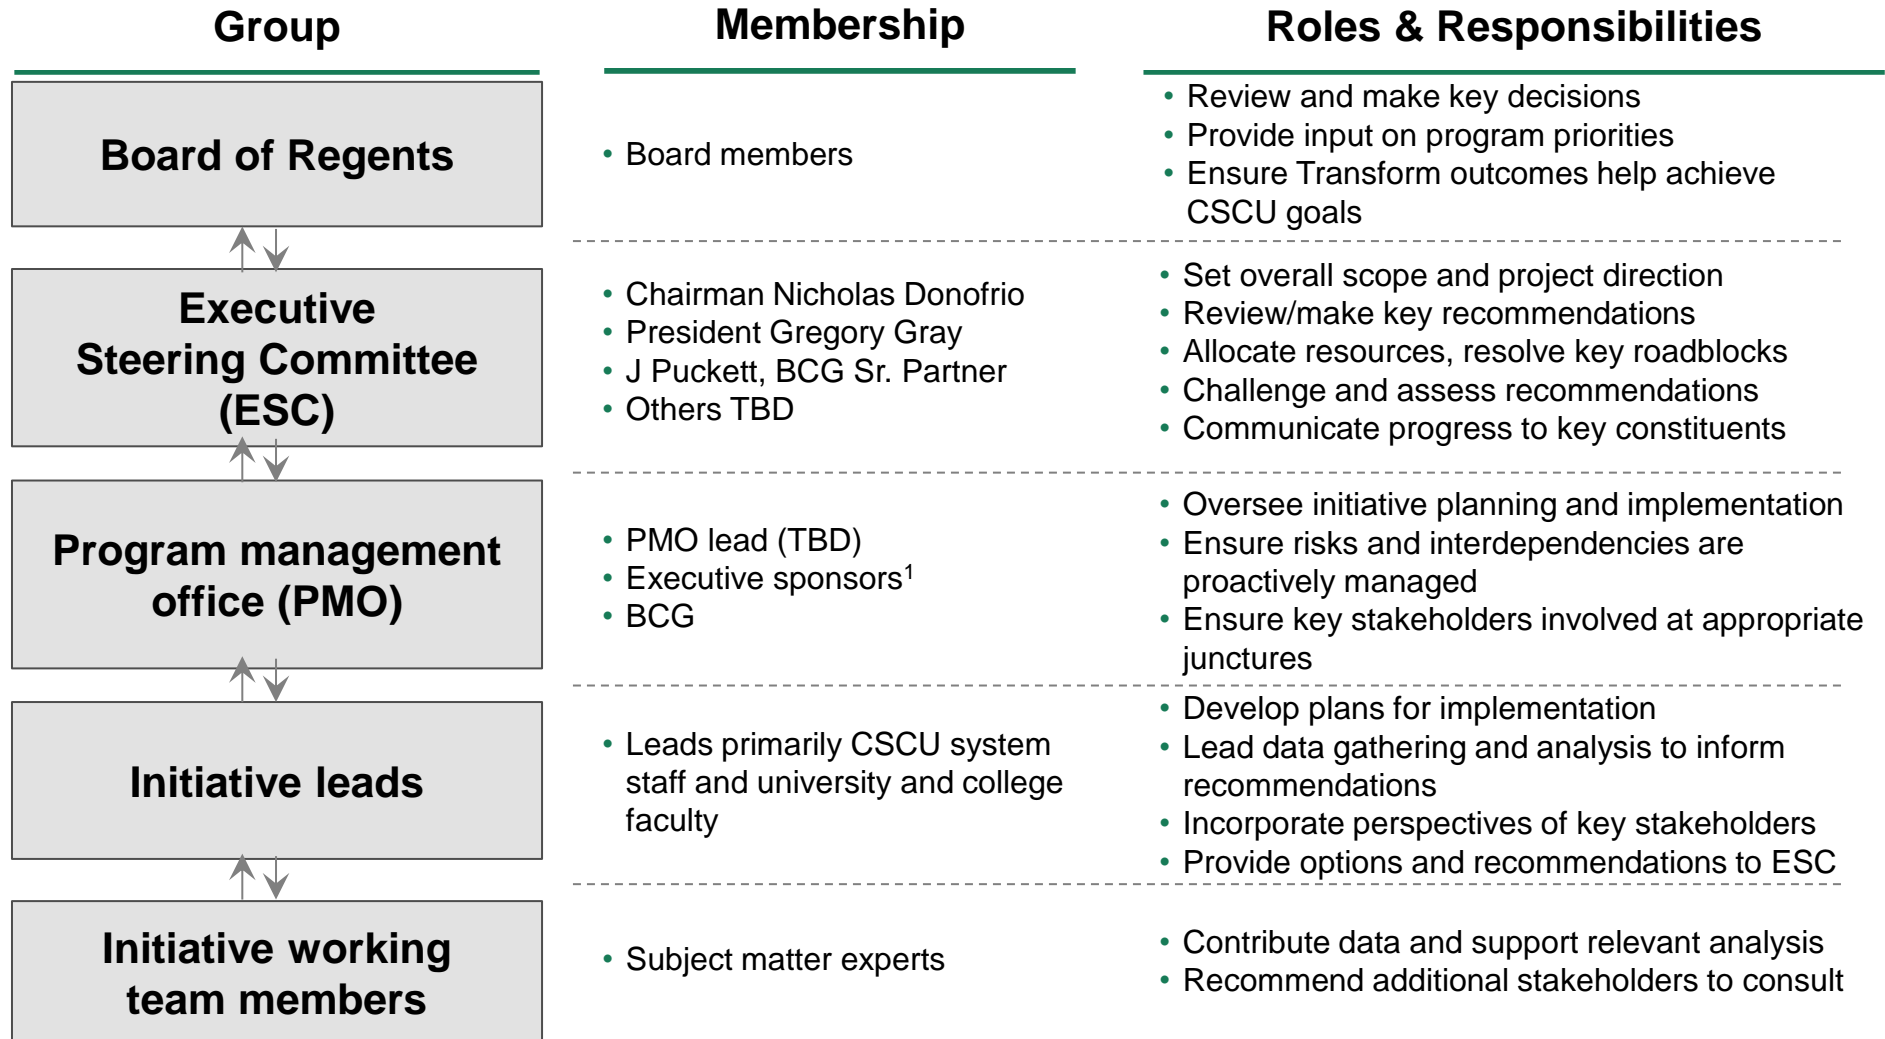 Group
Membership
Roles & Responsibilities
Board of Regents
• Board members
• Review and make key decisions
• Provide input on program priorities
• Ensure Transform outcomes help achieve
CSCU goals
Executive
Steering Committee
(ESC)
• Chairman Nicholas Donofrio
• President Gregory Gray
• J Puckett, BCG Sr. Partner
• Others TBD
• Set overall scope and project direction
• Review/make key recommendations
• Allocate resources, resolve key roadblocks
• Challenge and assess recommendations
• Communicate progress to key constituents
Program management
office (PMO)
• PMO lead (TBD)
• Executive sponsors¹
• BCG
• Oversee initiative planning and implementation
• Ensure risks and interdependencies are
proactively managed
• Ensure key stakeholders involved at appropriate
junctures
Initiative leads
• Leads primarily CSCU system
staff and university and college
faculty
• Develop plans for implementation
• Lead data gathering and analysis to inform
recommendations
• Incorporate perspectives of key stakeholders
• Provide options and recommendations to ESC
Initiative working
team members
• Subject matter experts
• Contribute data and support relevant analysis
• Recommend additional stakeholders to consult